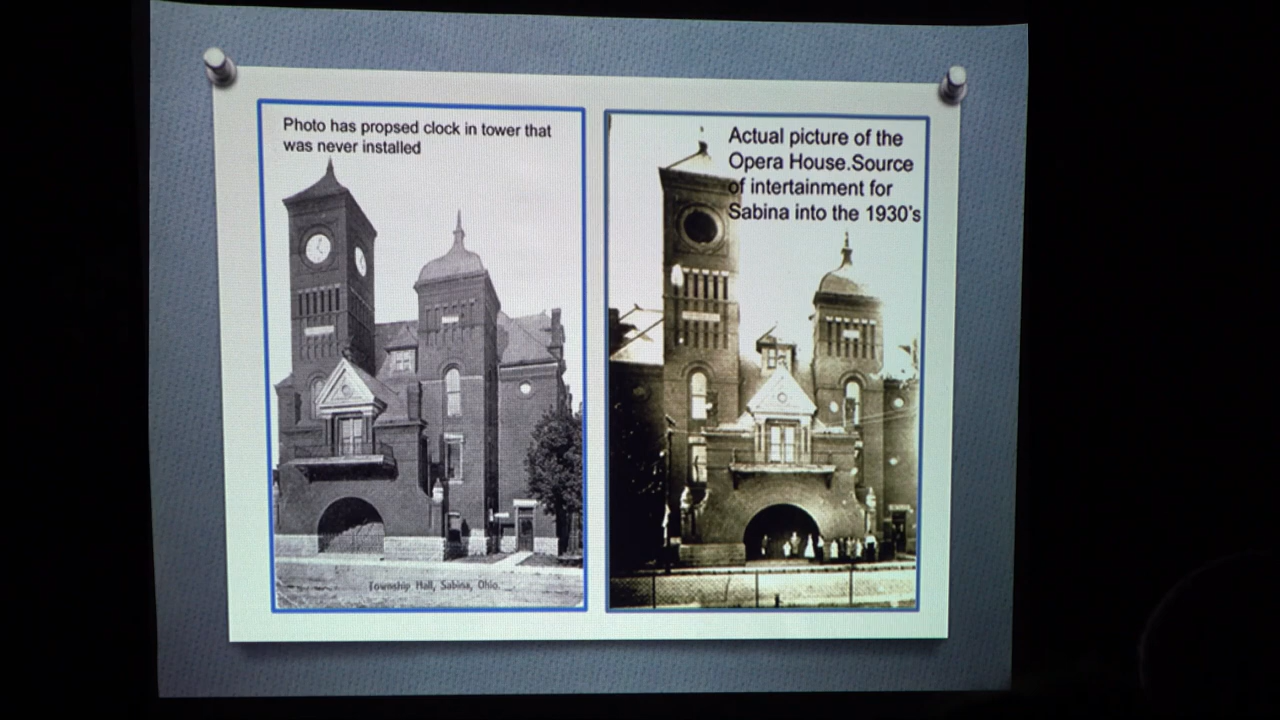 Photo has propsed clock in tower that
was never installed
Township Hall, Sabina, Ohio.
Actual picture of the
Opera House.Source
of intertainment for
Sabina into the 1930's